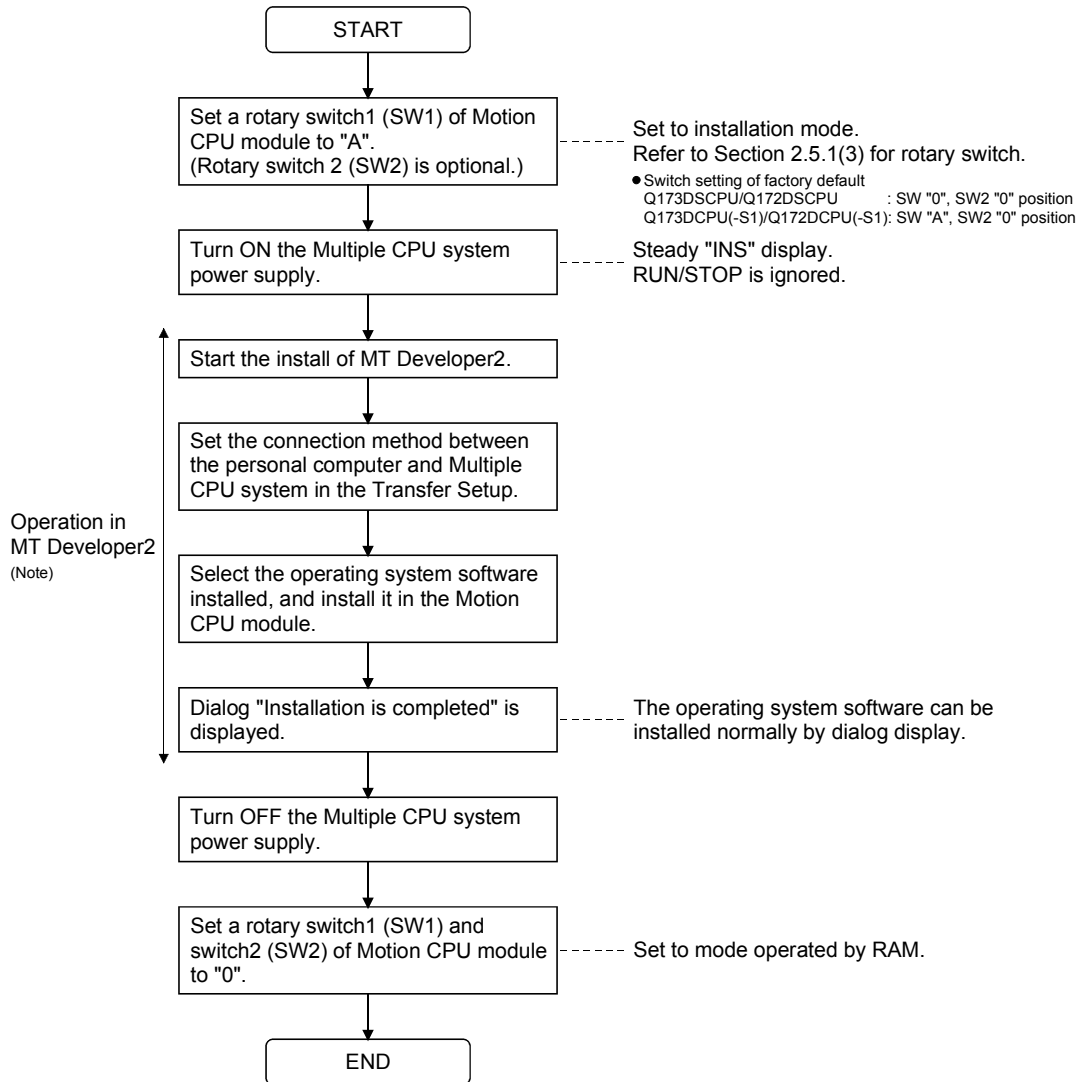 START
Set a rotary switch1 (SW1) of Motion
CPU module to "A".
(Rotary switch 2 (SW2) is optional.)
Set to installation mode.
Refer to Section 2.5.1(3) for rotary switch.
● Switch setting of factory default
Q173DSCPU/Q172DSCPU : SW "0", SW2 "0" position
Q173DCPU(-S1)/Q172DCPU(-S1): SW "A", SW2 "0" position
Turn ON the Multiple CPU system
power supply.
Steady "INS" display.
RUN/STOP is ignored.
Operation in
MT Developer2
(Note)
Start the install of MT Developer2.
Set the connection method between
the personal computer and Multiple
CPU system in the Transfer Setup.
Select the operating system software
installed, and install it in the Motion
CPU module.
Dialog "Installation is completed" is
displayed.
The operating system software can be
installed normally by dialog display.
Turn OFF the Multiple CPU system
power supply.
Set a rotary switch1 (SW1) and
switch2 (SW2) of Motion CPU module
to "0".
Set to mode operated by RAM.
END